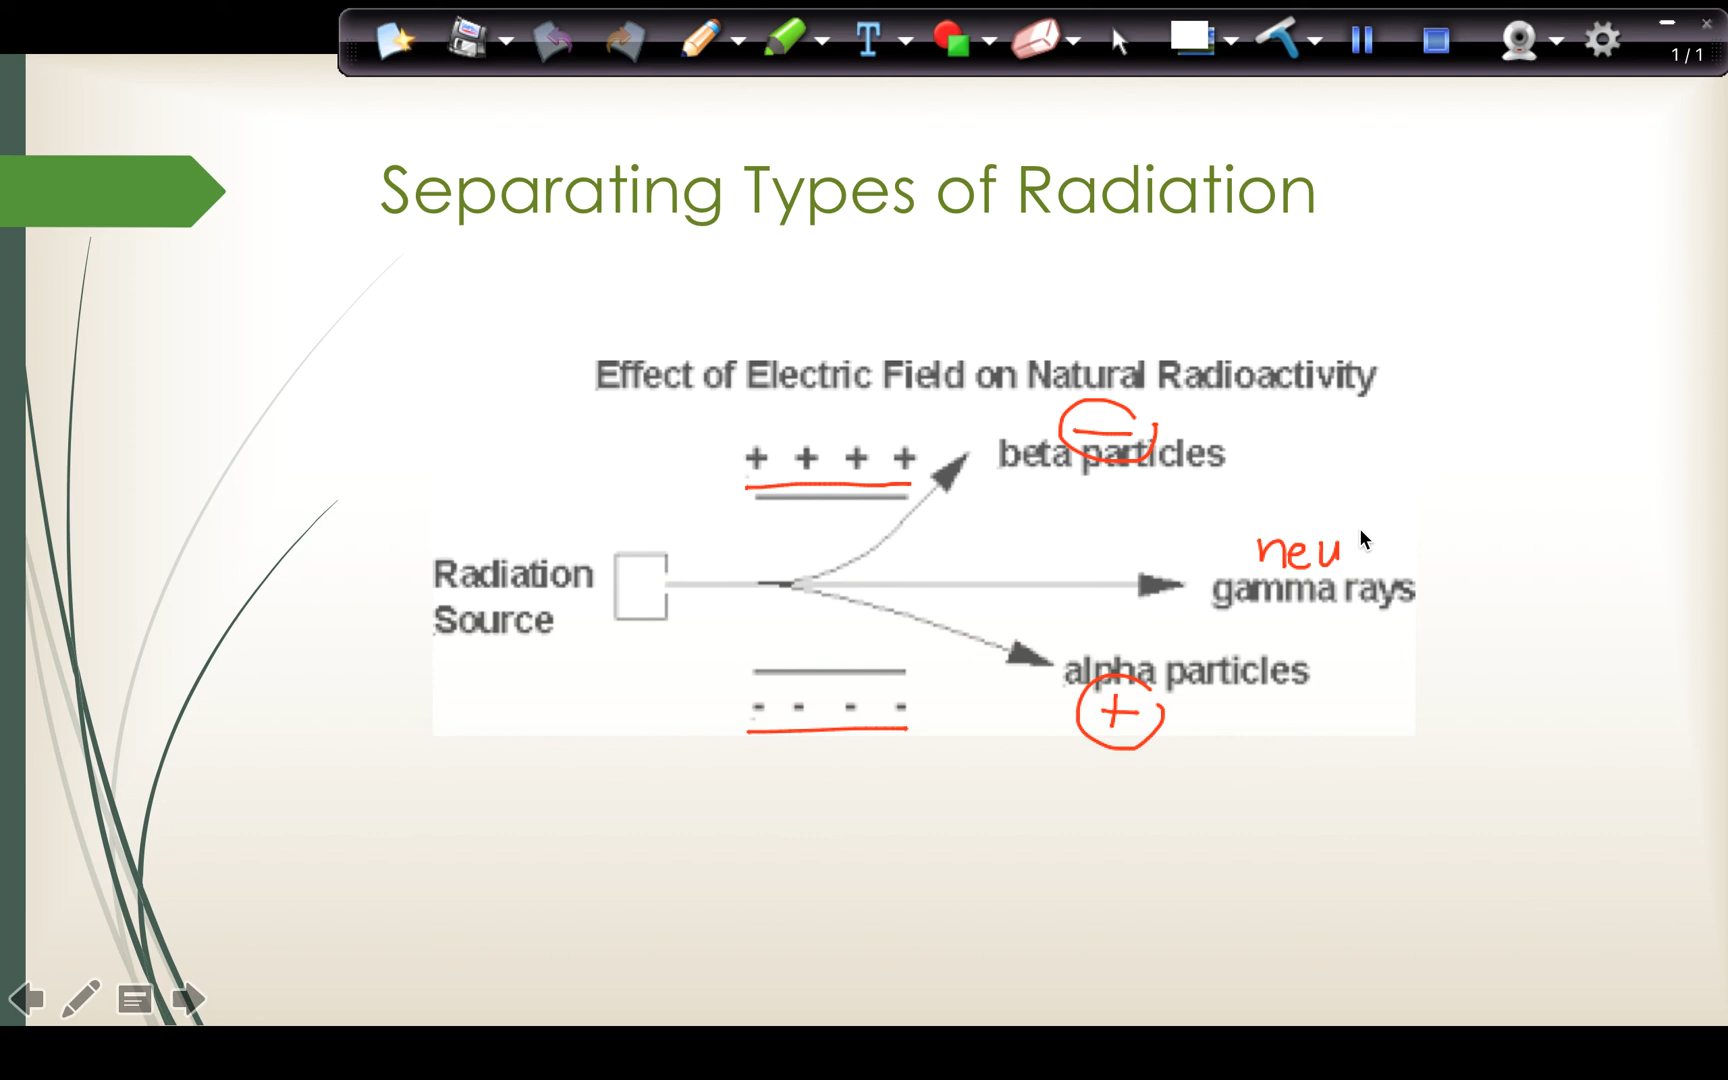 1 / 1
T
Separating Types of Radiation
Effect of Electric Field on Natural Radioactivity
−
+ + + +
beta particles
neu
Radiation
Source
gamma rays
alpha particles
- - - -
+